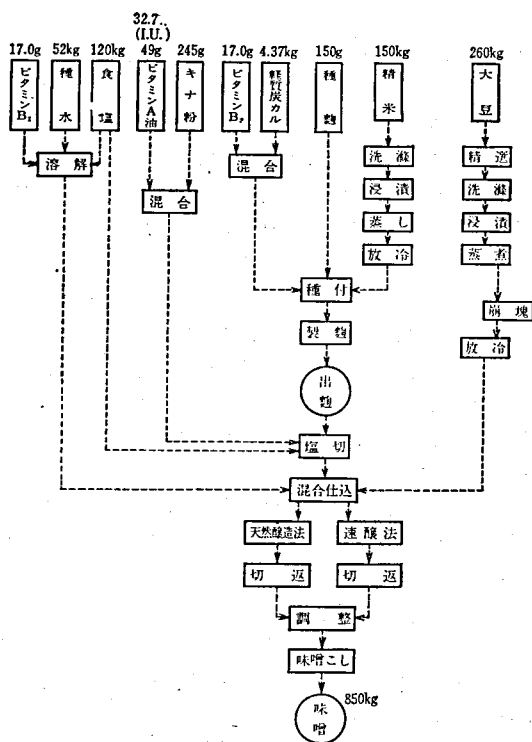 32.7..
(I.U.)
17.0g 52kg 120kg 49g 245g 17.0g 4.37kg 150g 150kg 260kg
ビタミンB₁
種水
食塩
ビタミンA油
キナ粉
ビタミンB₂
軽質炭カル
種麹
精米
大豆
溶解
混合
混合
洗滌
浸漬
蒸し
放冷
精選
洗滌
浸漬
蒸煮
崩塊
放冷
種付
製麹
出麹
塩切
混合仕込
天然醸造法 速醸法
切返 切返
調整
味噌こし
味噌
850kg